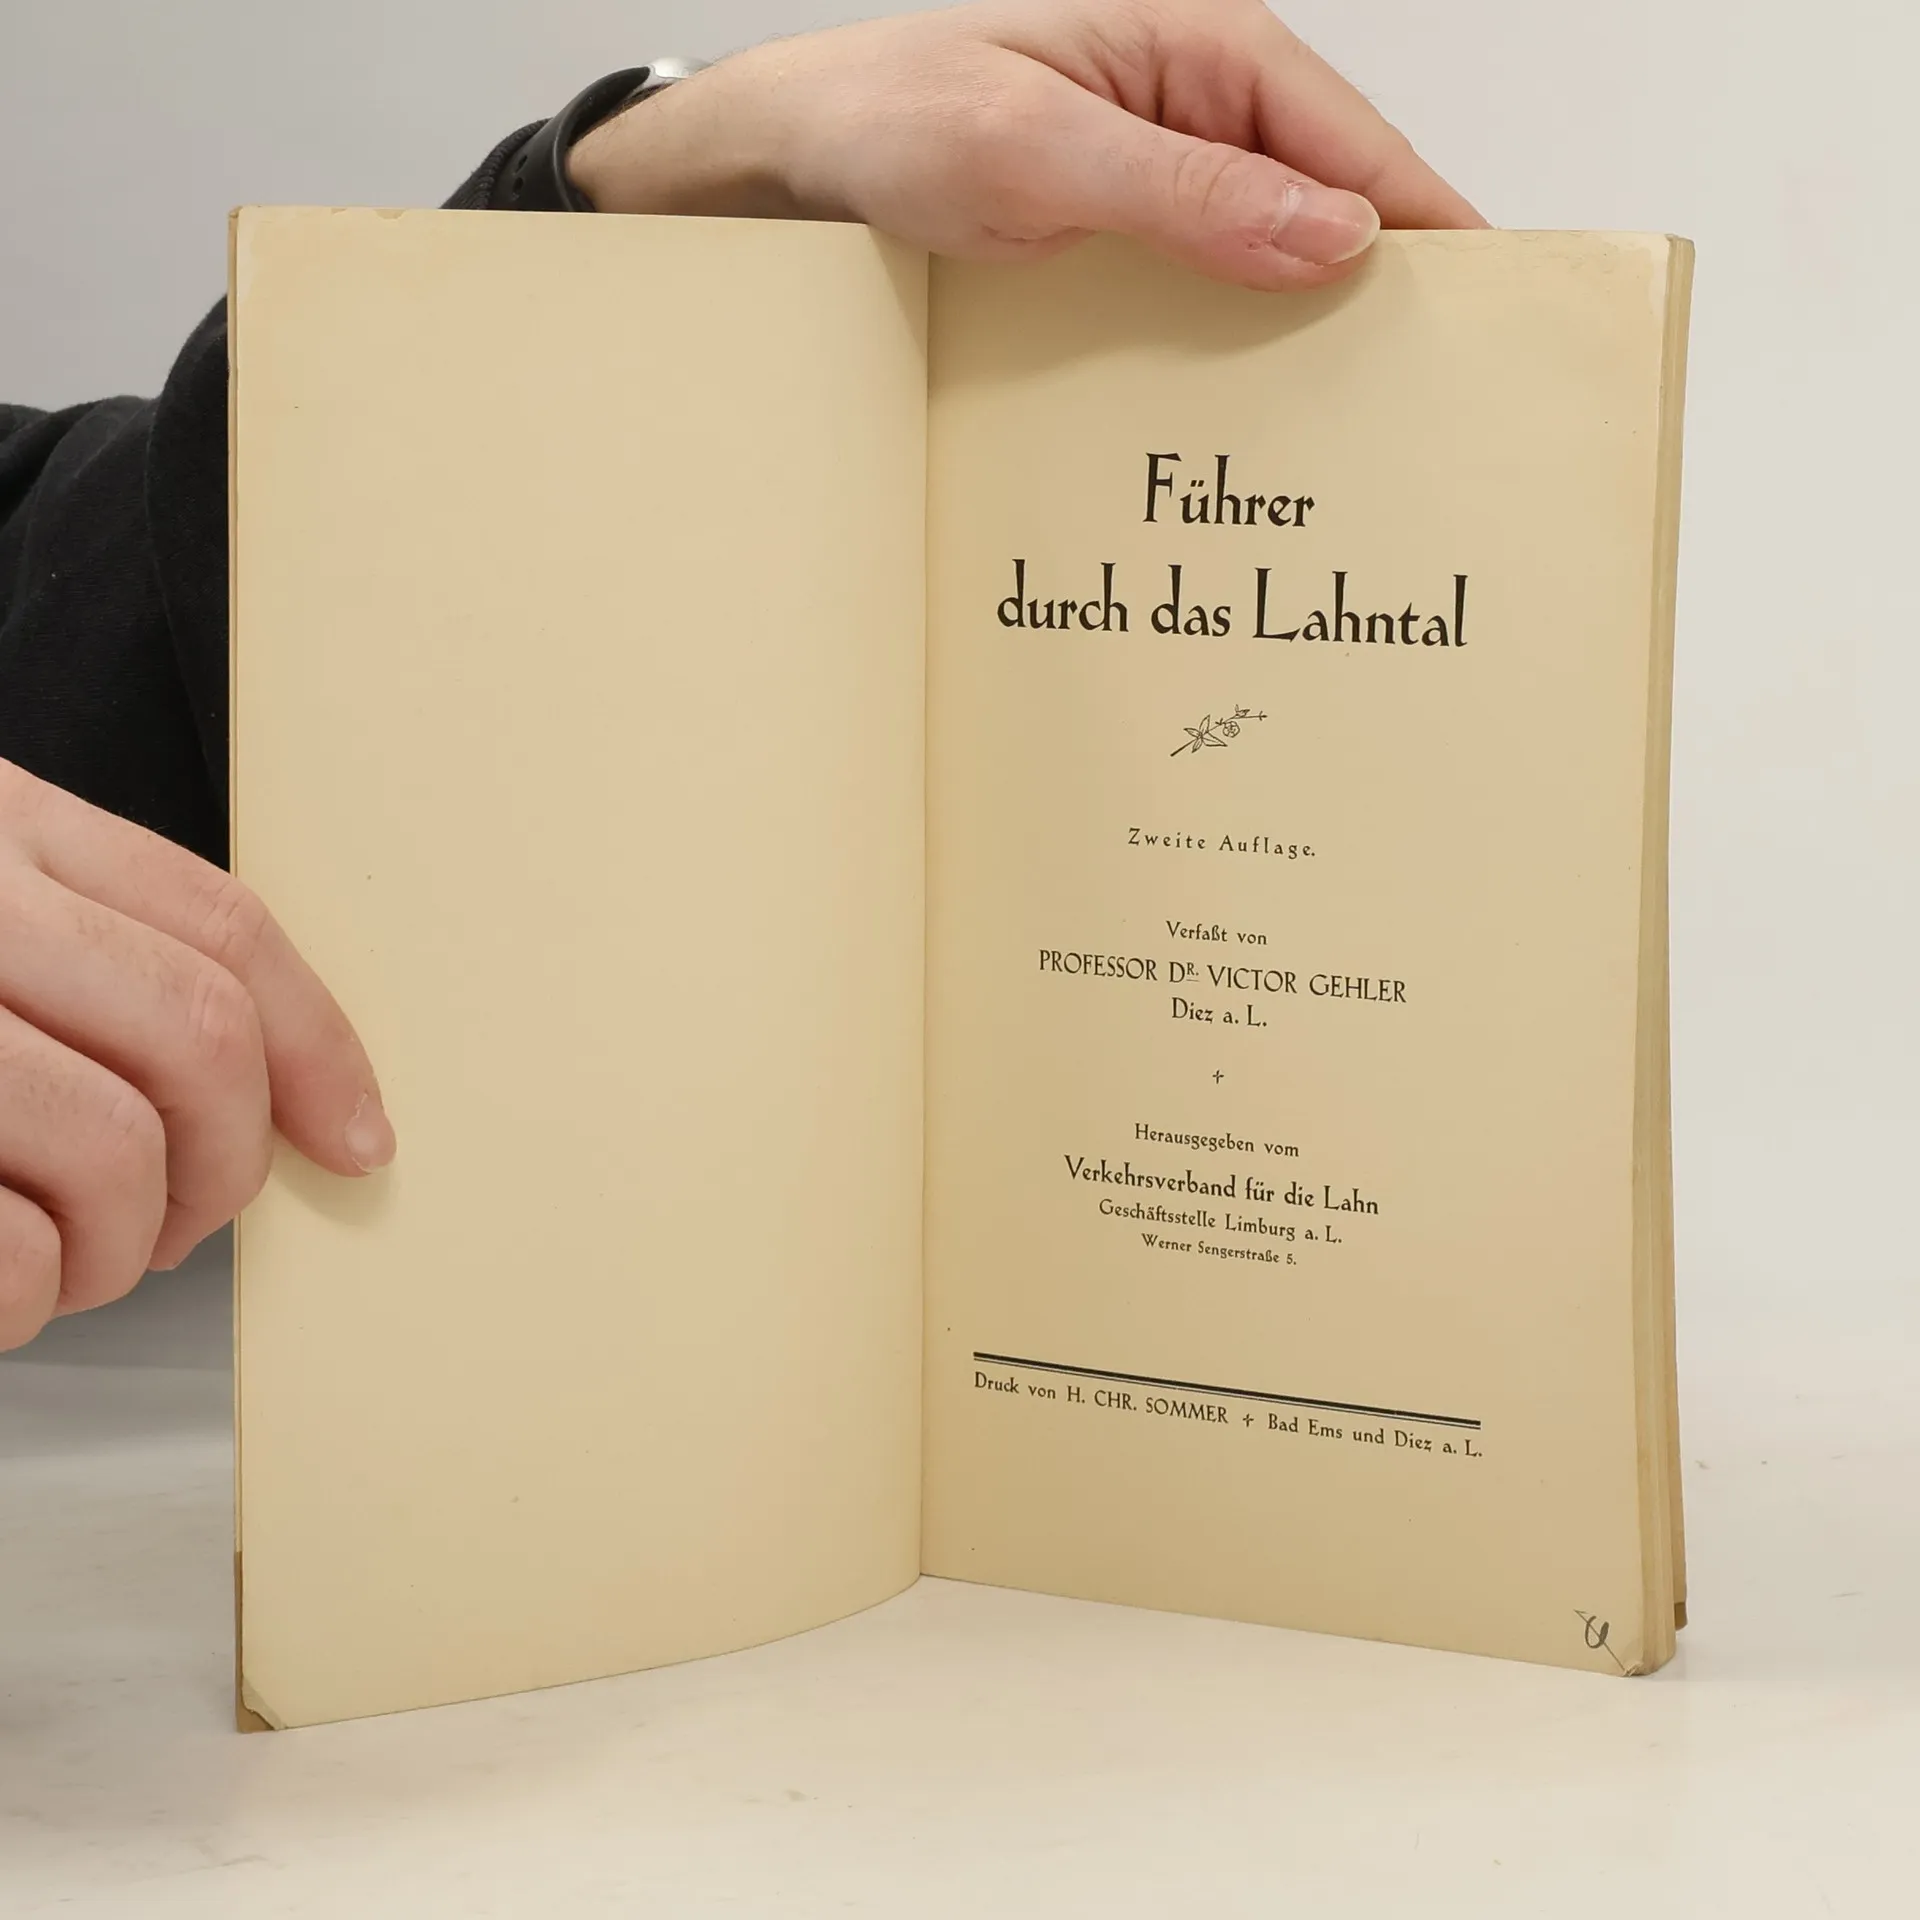 Führer
durch das Lahntal
Zweite Auflage.
Verfaßt von
PROFESSOR DR. VICTOR GEHLER
Diez a. L.
Herausgegeben vom
Verkehrsverband für die Lahn
Geschäftsstelle Limburg a. L.
Werner Sengerstraße 5.
Druck von H. CHR. SOMMER ✢ Bad Ems und Diez a. L.